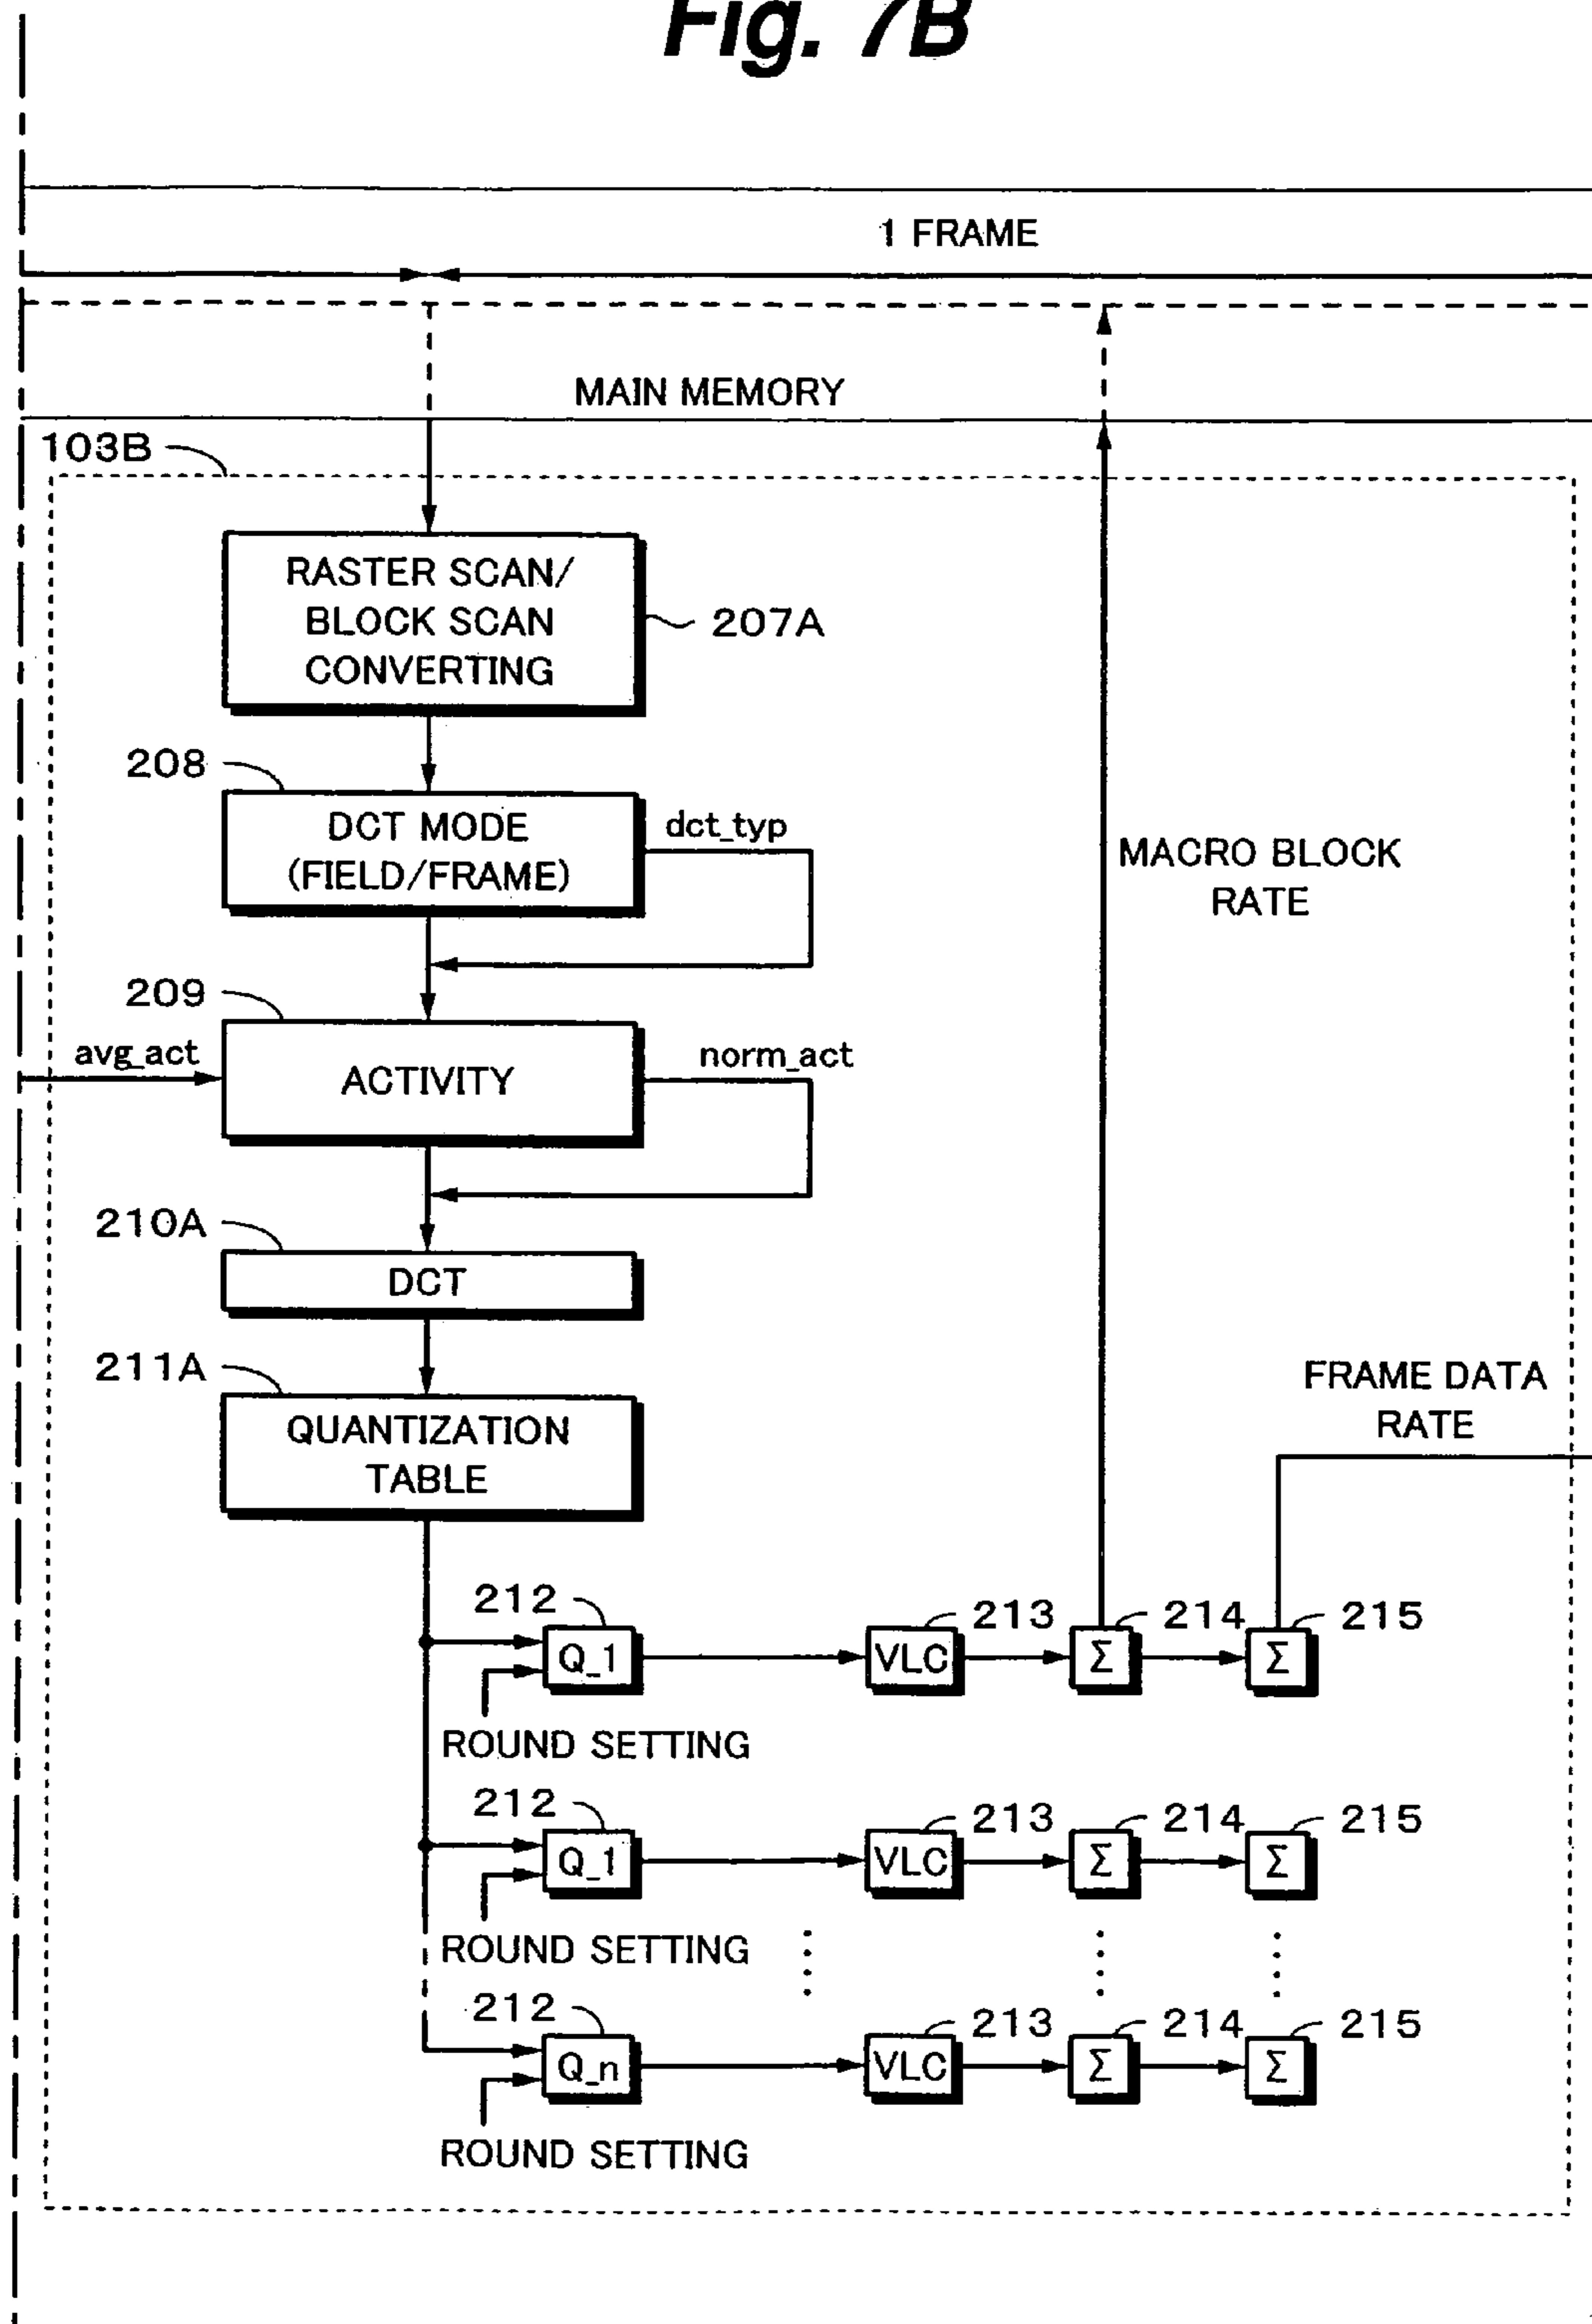 Fig. 7B
1 FRAME
MAIN MEMORY
103B
RASTER SCAN/
BLOCK SCAN
CONVERTING
207A
208
DCT MODE
(FIELD/FRAME)
dct_typ
MACRO BLOCK
RATE
209
avg_act
ACTIVITY
norm_act
210A
DCT
211A
QUANTIZATION
TABLE
FRAME DATA
RATE
212 213 214 215
Q_1 VLC Σ Σ
ROUND SETTING
212 213 214 215
Q_1 VLC Σ Σ
ROUND SETTING
212 213 214 215
Q_n VLC Σ Σ
ROUND SETTING